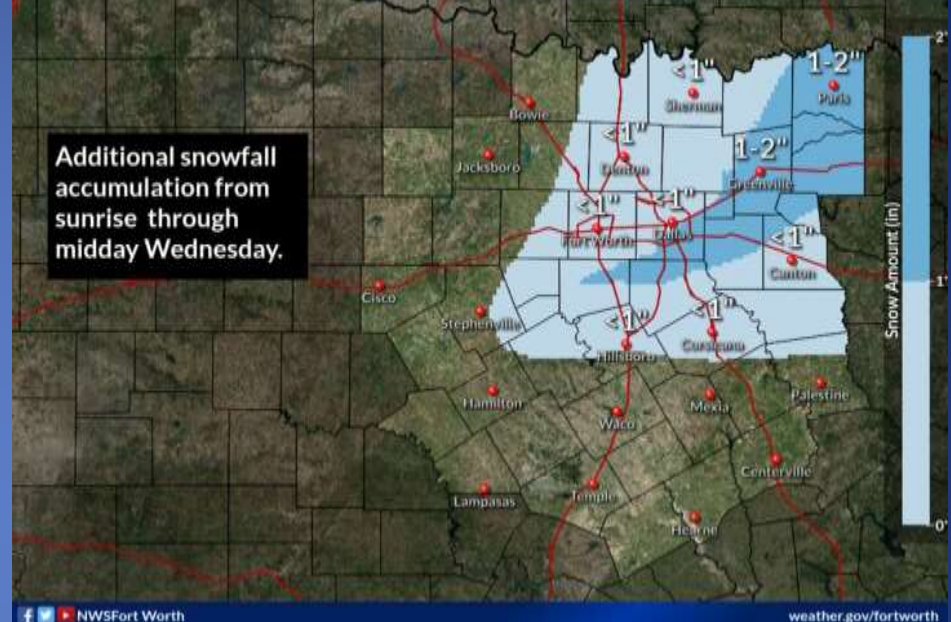 Additional snowfall
accumulation from
sunrise through
midday Wednesday.
2"
1-2"
<1"
Sherman
Paris
Bowie
<1"
Denton
1-2"
Greenville
Jacksboro
<1"
Fort Worth
<1"
Dallas
<1"
Canton
Snow Amount (in)
1"
Cisco
Stephenville
<1"
Hillsboro
<1"
Corsicana
Hamilton
Mexia
Palestine
Waco
Centerville
Lampasas
Temple
Hearne
0"
NWSFort Worth
weather.gov/fortworth